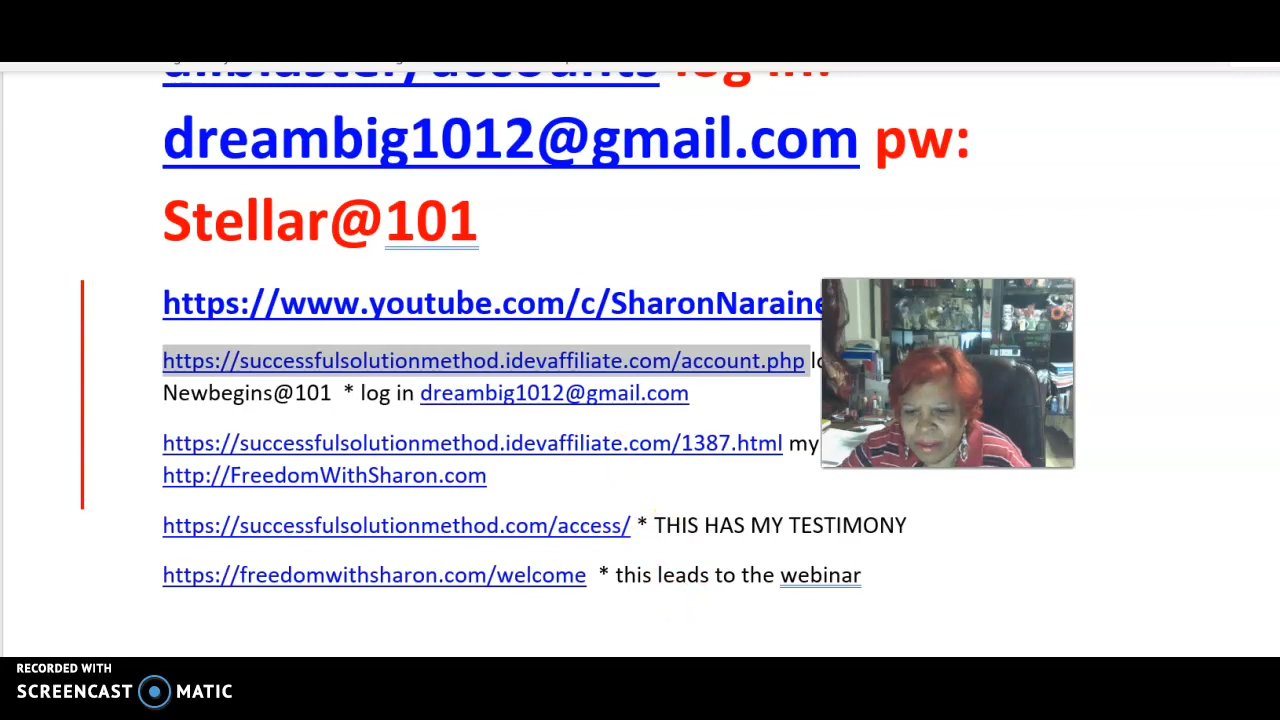 log in:
dreambig1012@gmail.com pw:
Stellar@101
https://www.youtube.com/c/SharonNaraine
https://successfulsolutionmethod.idevaffiliate.com/account.php
Newbegins@101 * log in dreambig1012@gmail.com
https://successfulsolutionmethod.idevaffiliate.com/1387.html my
http://FreedomWithSharon.com
https://successfulsolutionmethod.com/access/ * THIS HAS MY TESTIMONY
https://freedomwithsharon.com/welcome * this leads to the webinar
RECORDED WITH
SCREENCAST MATIC